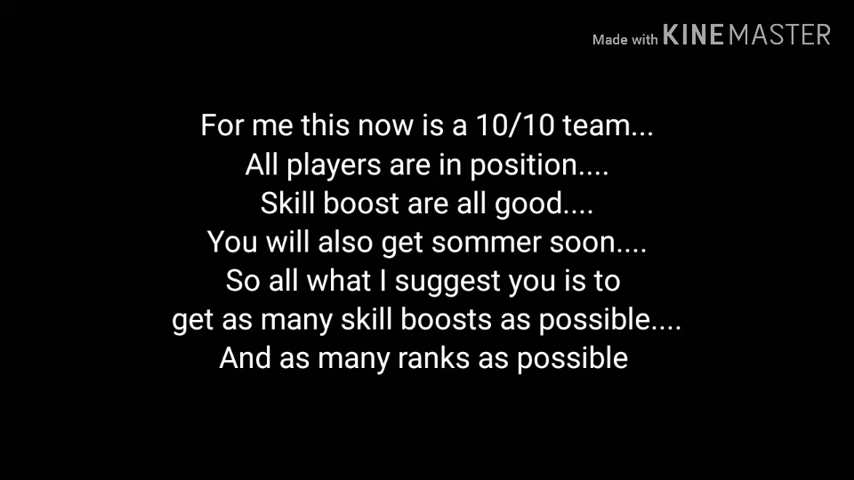 Made with KINEMASTER
For me this now is a 10/10 team...
All players are in position....
Skill boost are all good....
You will also get sommer soon....
So all what I suggest you is to
get as many skill boosts as possible....
And as many ranks as possible